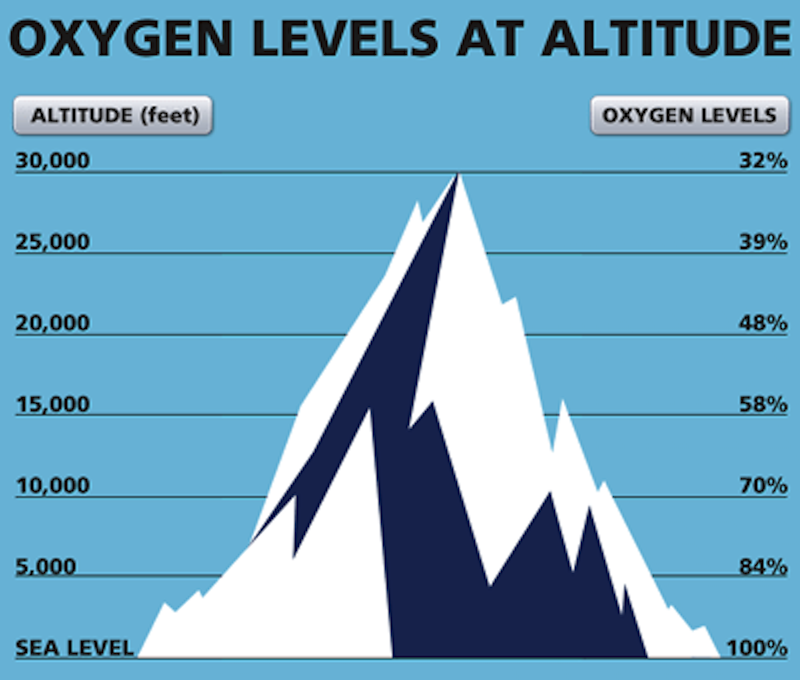 OXYGEN LEVELS AT ALTITUDE
ALTITUDE (feet) OXYGEN LEVELS
30,000 32%
25,000 39%
20,000 48%
15,000 58%
10,000 70%
5,000 84%
SEA LEVEL 100%